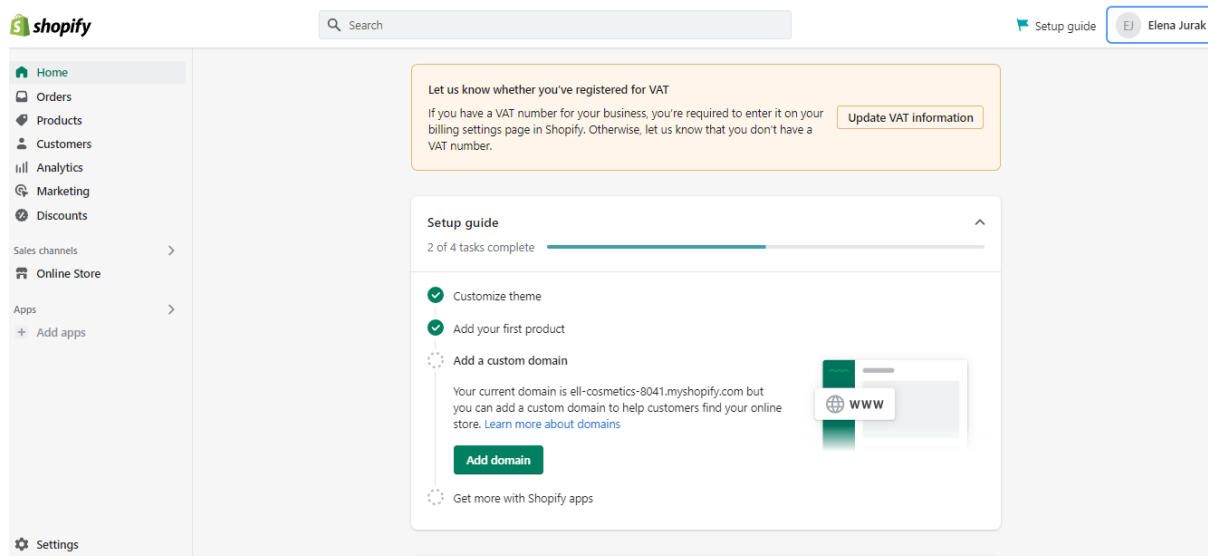 shopify
Search
Setup guide
EJ
Elena Jurak
Home
Orders
Products
Customers
Analytics
Marketing
Discounts
Sales channels
Online Store
Apps
+ Add apps
Settings
Let us know whether you've registered for VAT
If you have a VAT number for your business, you're required to enter it on your
billing settings page in Shopify. Otherwise, let us know that you don't have a
VAT number.
Update VAT information
Setup guide
2 of 4 tasks complete
Customize theme
Add your first product
Add a custom domain
Your current domain is ell-cosmetics-8041.myshopify.com but
you can add a custom domain to help customers find your online
store. Learn more about domains
Add domain
www
Get more with Shopify apps